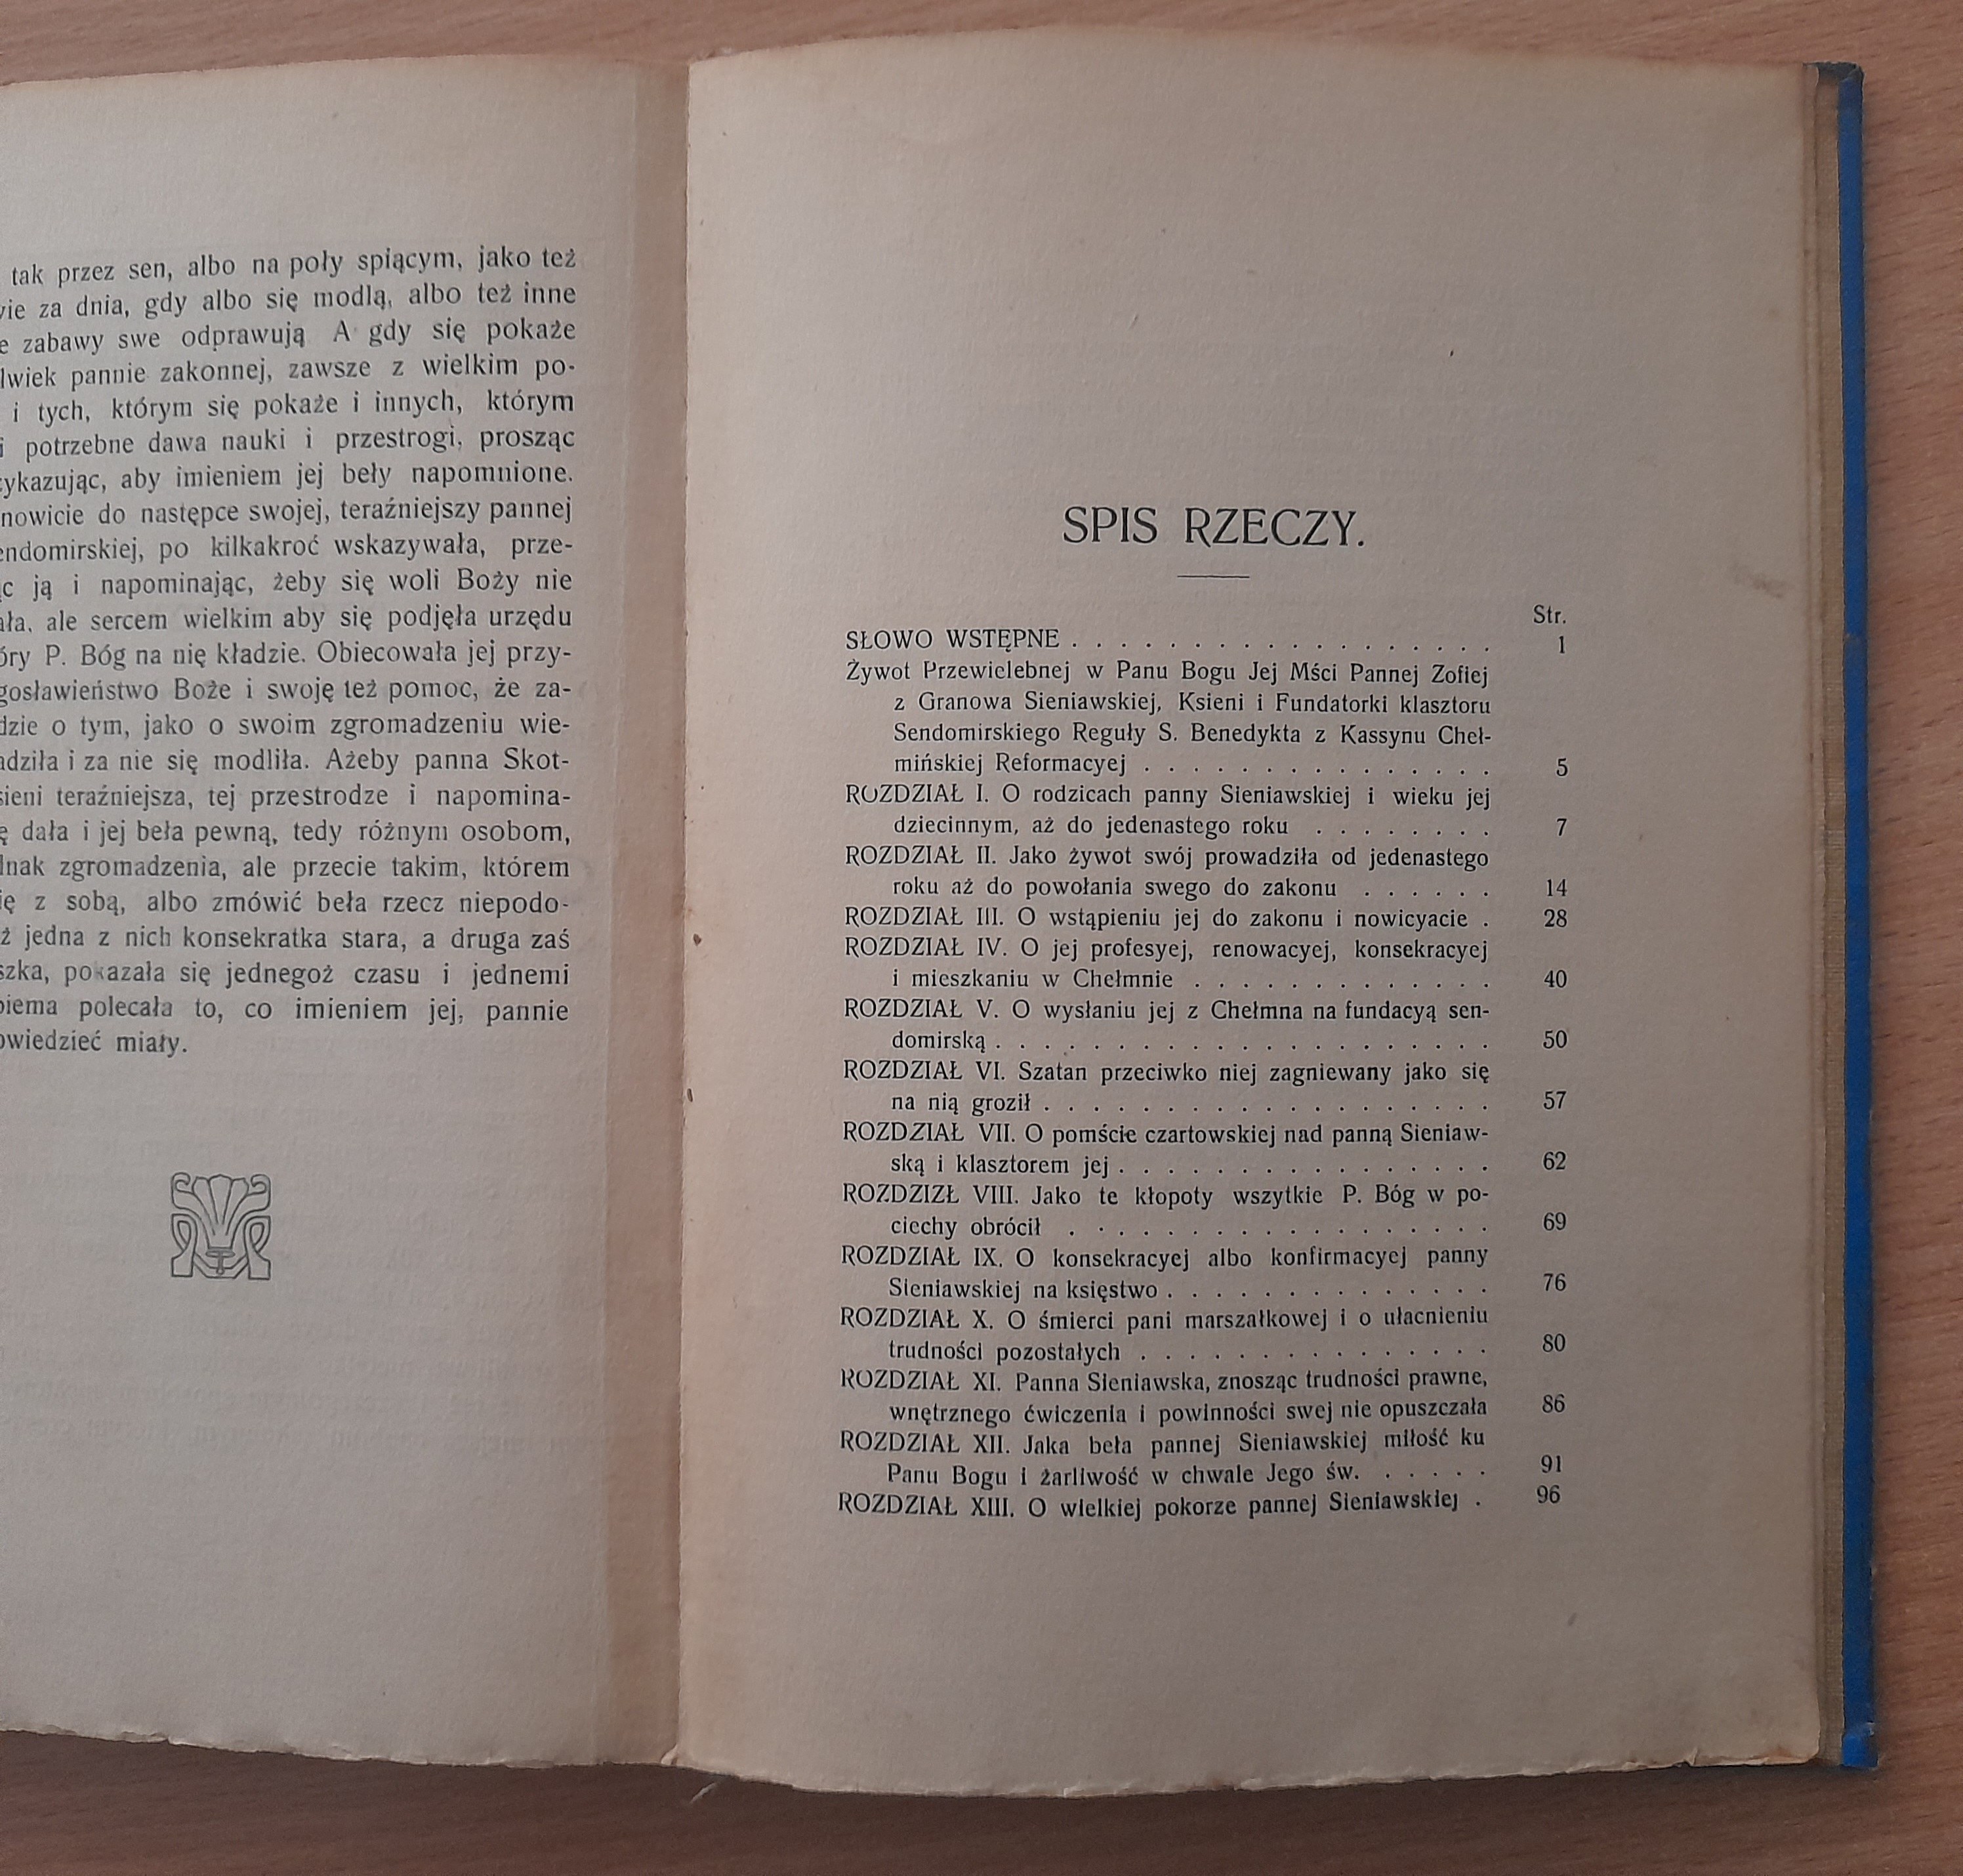 tak przez sen, albo na poły spiącym, jako też
za dnia, gdy albo się modlą, albo też inne
zabawy swe odprawują A gdy się pokaże
pannie zakonnej, zawsze z wielkim po-
i tych, którym się pokaże i innych, którym
potrzebne dawa nauki i przestrogi, prosząc
aby imieniem jej beły napomnione.
do następce swojej, teraźniejszy pannej
po kilkakroć wskazywała, prze-
ją i napominając, żeby się woli Boży nie
ale sercem wielkim aby się podjęła urzędu
P. Bóg na nię kładzie. Obiecowała jej przy-
Boże i swoję też pomoc, że za-
o tym, jako o swoim zgromadzeniu wie-
i za nie się modliła. Ażeby panna Skot-
teraźniejsza, tej przestrodze i napomina-
dała i jej beła pewną, tedy różnym osobom,
zgromadzenia, ale przecie takim, którem
z sobą, albo zmówić beła rzecz niepodo-
jedna z nich konsekratka stara, a druga zaś
pokazała się jednegoż czasu i jednemi
polecała to, co imieniem jej, pannie
miały.
SPIS RZECZY.
Str.
SŁOWO WSTĘPNE . . . . . . . . . . . . . . . . . . 1
Żywot Przewielebnej w Panu Bogu Jej Mści Pannej Zofiej
z Granowa Sieniawskiej, Ksieni i Fundatorki klasztoru
Sendomirskiego Reguły S. Benedykta z Kassynu Cheł-
mińskiej Reformacyej . . . . . . . . . . . . . . . 5
ROZDZIAŁ I. O rodzicach panny Sieniawskiej i wieku jej
dziecinnym, aż do jedenastego roku . . . . . . . . 7
ROZDZIAŁ II. Jako żywot swój prowadziła od jedenastego
roku aż do powołania swego do zakonu . . . . . . 14
ROZDZIAŁ III. O wstąpieniu jej do zakonu i nowicyacie . 28
ROZDZIAŁ IV. O jej profesyej, renowacyej, konsekracyej
i mieszkaniu w Chełmnie . . . . . . . . . . . . . 40
ROZDZIAŁ V. O wysłaniu jej z Chełmna na fundacyą sen-
domirską . . . . . . . . . . . . . . . . . . . . . 50
ROZDZIAŁ VI. Szatan przeciwko niej zagniewany jako się
na nią groził . . . . . . . . . . . . . . . . . . . 57
ROZDZIAŁ VII. O pomście czartowskiej nad panną Sieniaw-
ską i klasztorem jej . . . . . . . . . . . . . . . . 62
ROZDZIZŁ VIII. Jako te kłopoty wszytkie P. Bóg w po-
ciechy obrócił . . . . . . . . . . . . . . . . . . 69
ROZDZIAŁ IX. O konsekracyej albo konfirmacyej panny
Sieniawskiej na księstwo . . . . . . . . . . . . . . 76
ROZDZIAŁ X. O śmierci pani marszałkowej i o ułacnieniu
trudności pozostałych . . . . . . . . . . . . . . . 80
ROZDZIAŁ XI. Panna Sieniawska, znosząc trudności prawne,
wnętrznego ćwiczenia i powinności swej nie opuszczała 86
ROZDZIAŁ XII. Jaka beła pannej Sieniawskiej miłość ku
Panu Bogu i żarliwość w chwale Jego św. . . . . . 91
ROZDZIAŁ XIII. O wielkiej pokorze pannej Sieniawskiej . 96